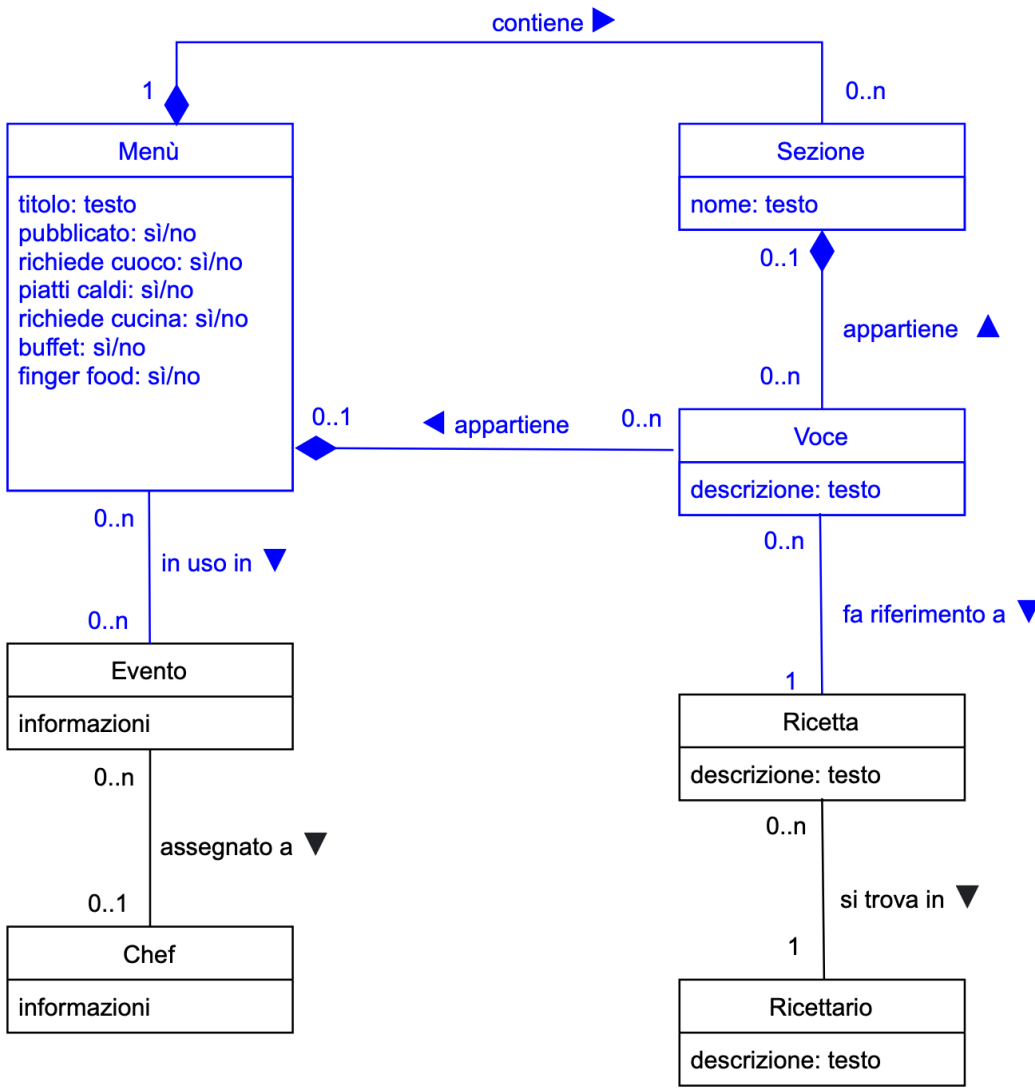 contiene
1
0..n
Menù
titolo: testo
pubblicato: sì/no
richiede cuoco: sì/no
piatti caldi: sì/no
richiede cucina: sì/no
buffet: sì/no
finger food: sì/no
Sezione
nome: testo
0..1
appartiene
0..n
0..1
appartiene
0..n
Voce
descrizione: testo
0..n
in uso in
0..n
0..n
fa riferimento a
1
Evento
informazioni
Ricetta
descrizione: testo
0..n
assegnato a
0..1
0..n
si trova in
1
Chef
informazioni
Ricettario
descrizione: testo